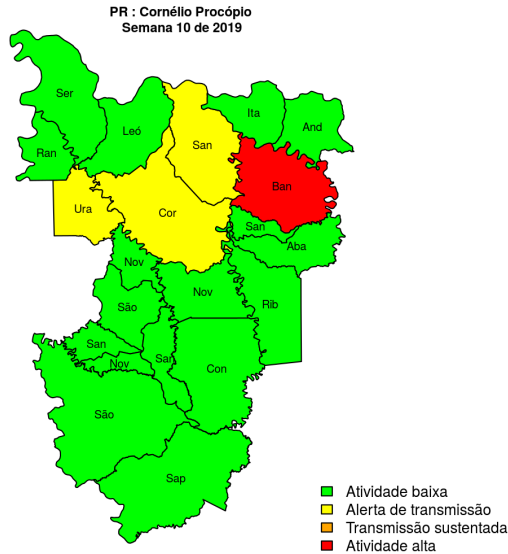 PR : Cornélio Procópio
Semana 10 de 2019
Ser
Leó
Ita
And
Ran
San
Ban
Ura
Cor
San
Aba
Nov
Nov
São
Rib
San
San
Nov
Con
São
Sap
Atividade baixa
Alerta de transmissão
Transmissão sustentada
Atividade alta